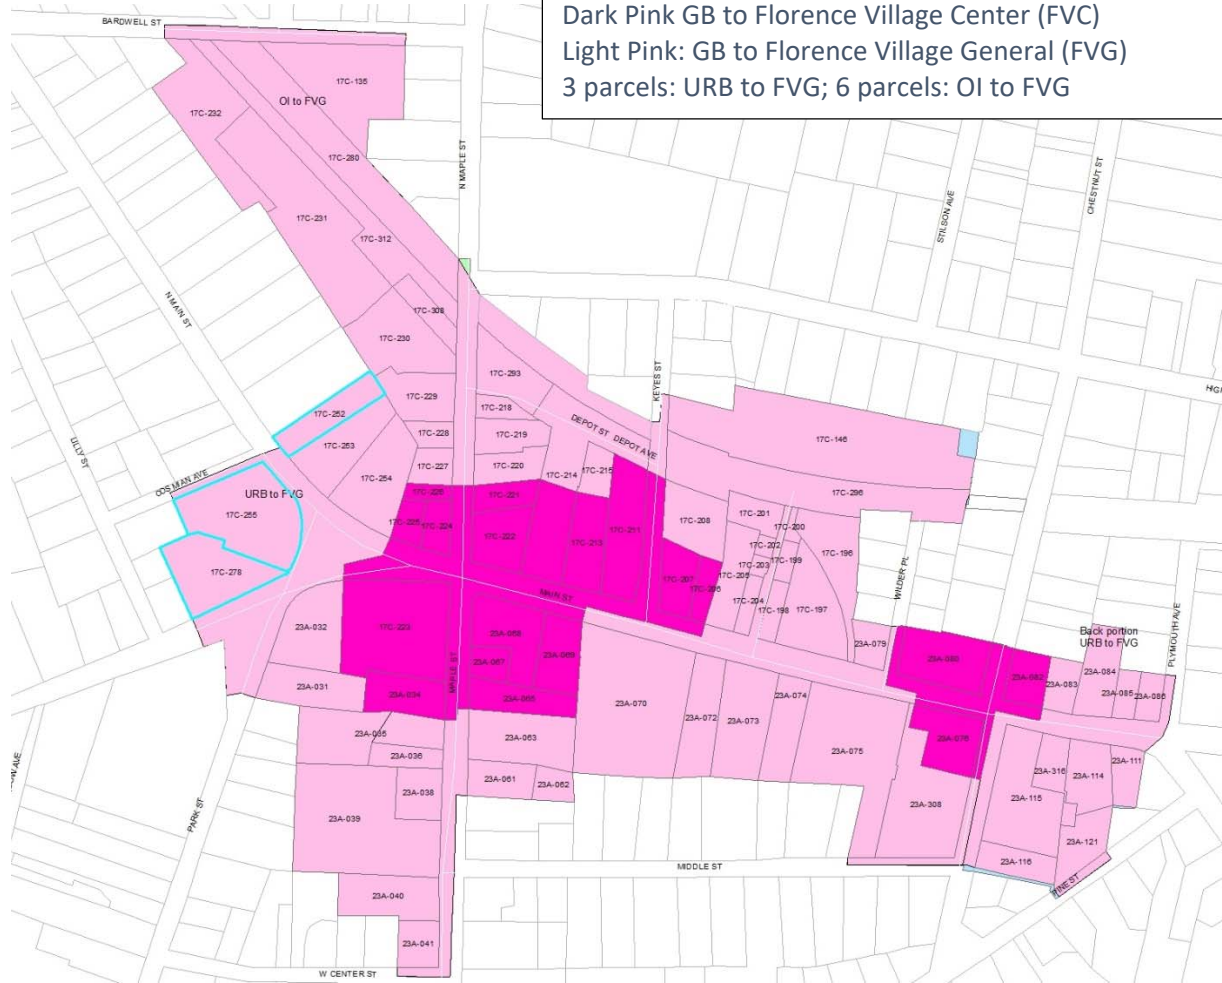 Dark Pink GB to Florence Village Center (FVC)
Light Pink: GB to Florence Village General (FVG)
3 parcels: URB to FVG; 6 parcels: OI to FVG
BARDWELL ST
17C-135
OI to FVG
17C-232
17C-280
N MAPLE ST
CHESTNUT ST
STILSON AVE
17C-231
17C-312
N MAIN ST
17C-309
17C-230
17C-293
KEYES ST
HIG
17C-229
17C-252
17C-218
DEPOT ST
DEPOT AVE
17C-253
17C-228
17C-219
17C-146
LILLY ST
COSMIAN AVE
17C-254
17C-227
17C-220
17C-214
17C-215
URB to FVG
17C-226
17C-221
17C-296
17C-255
17C-225
17C-224
17C-222
17C-213
17C-211
17C-208
17C-201
17C-200
17C-202
17C-199
17C-196
17C-278
17C-207
17C-206
17C-205
17C-203
17C-204
17C-198
17C-197
WILDER PL
MAIN ST
PLYMOUTH AVE
23A-032
17C-223
23A-068
23A-079
Back portion
URB to FVG
23A-067
23A-069
23A-080
23A-082
23A-083
23A-084
23A-085
23A-086
23A-031
23A-034
MAPLE ST
23A-065
23A-070
23A-072
23A-073
23A-074
23A-035
23A-036
23A-063
23A-075
23A-076
23A-061
23A-062
23A-038
23A-316
23A-114
23A-111
23A-039
PARK ST
23A-308
23A-115
23A-121
MIDDLE ST
23A-116
PINE ST
23A-040
23A-041
W CENTER ST
OW AVE